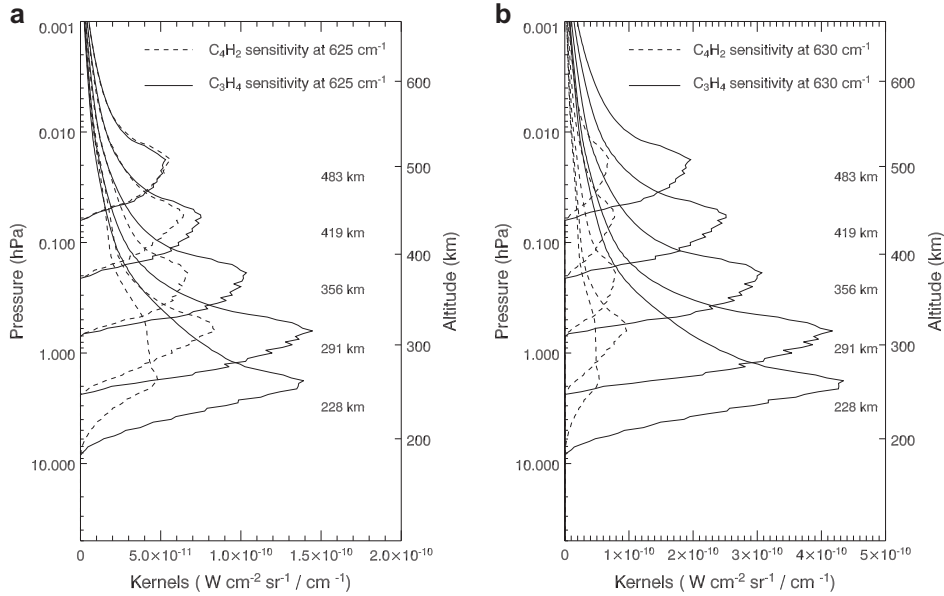 a
0.001
0.010
0.100
1.000
10.000
Pressure (hPa)
C₄H₂ sensitivity at 625 cm⁻¹
C₃H₄ sensitivity at 625 cm⁻¹
483 km
419 km
356 km
291 km
228 km
600
500
400
300
200
Altitude (km)
0
5.0×10⁻¹¹
1.0×10⁻¹⁰
1.5×10⁻¹⁰
2.0×10⁻¹⁰
Kernels ( W cm⁻² sr⁻¹ / cm⁻¹)
b
0.001
0.010
0.100
1.000
10.000
Pressure (hPa)
C₄H₂ sensitivity at 630 cm⁻¹
C₃H₄ sensitivity at 630 cm⁻¹
483 km
419 km
356 km
291 km
228 km
600
500
400
300
200
Altitude (km)
0
1×10⁻¹⁰
2×10⁻¹⁰
3×10⁻¹⁰
4×10⁻¹⁰
5×10⁻¹⁰
Kernels ( W cm⁻² sr⁻¹ / cm⁻¹)